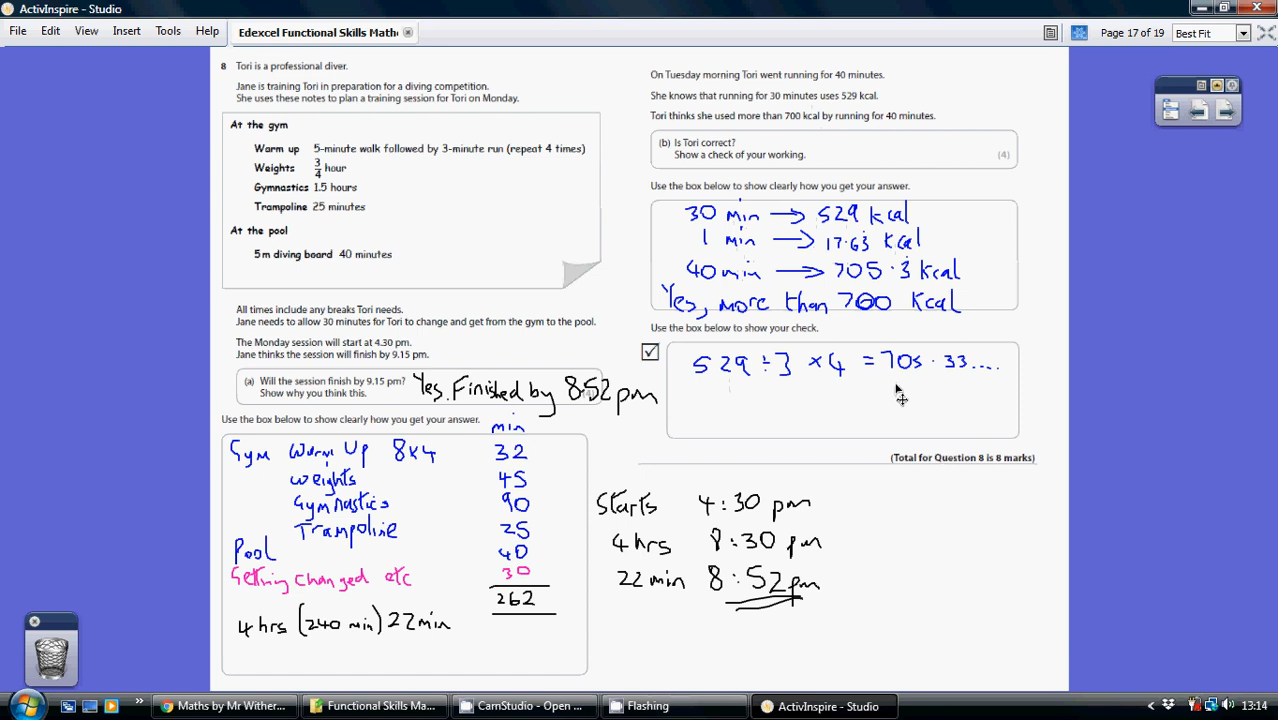 ActivInspire - Studio
File Edit View Insert Tools Help
Edexcel Functional Skills Mathe
Page 17 of 19
Best Fit
8 Tori is a professional diver.
Jane is training Tori in preparation for a diving competition.
She uses these notes to plan a training session for Tori on Monday.
At the gym
Warm up 5-minute walk followed by 3-minute run (repeat 4 times)
Weights 3/4 hour
Gymnastics 1.5 hours
Trampoline 25 minutes
At the pool
5m diving board 40 minutes
All times include any breaks Tori needs.
Jane needs to allow 30 minutes for Tori to change and get from the gym to the pool.
The Monday session will start at 4.30 pm.
Jane thinks the session will finish by 9.15 pm.
(a) Will the session finish by 9.15 pm?
Show why you think this.
Yes. Finished by 8.52 pm
Use the box below to show clearly how you get your answer.
min
Gym Warm Up 8x4 32
Weights 45
Gymnastics 90
Trampoline 25
Pool 40
Getting changed etc 30
262
4 hrs (240 min) 22 min
On Tuesday morning Tori went running for 40 minutes.
She knows that running for 30 minutes uses 529 kcal.
Tori thinks she used more than 700 kcal by running for 40 minutes.
(b) Is Tori correct?
Show a check of your working.
(4)
Use the box below to show clearly how you get your answer.
30 min → 529 kcal
1 min → 17.63 Kcal
40 min → 705.3 kcal
Yes, more than 700 Kcal
Use the box below to show your check.
529 ÷ 3 × 4 = 705.33....
(Total for Question 8 is 8 marks)
Starts 4:30 pm
4 hrs 8:30 pm
22 min 8:52 pm
Maths by Mr Wither...
Functional Skills Ma...
CamStudio - Open ...
Flashing
ActivInspire - Studio
13:14